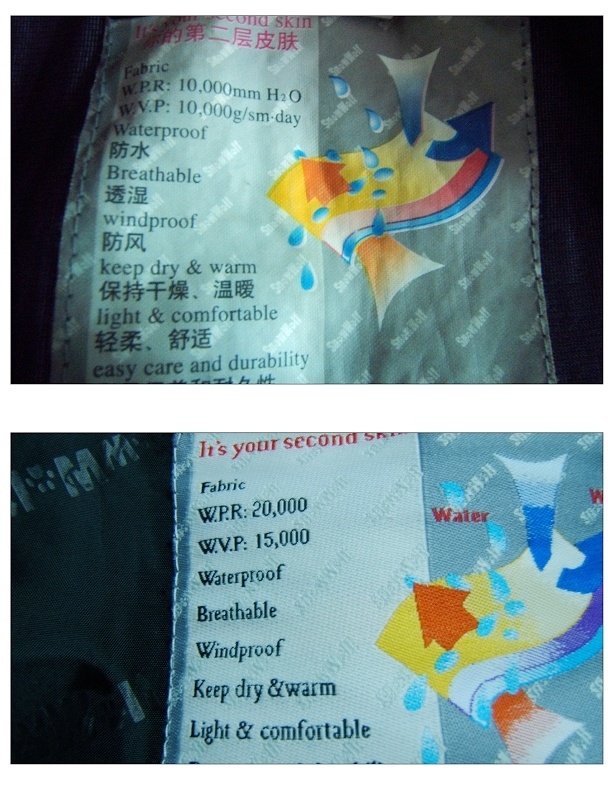 It's your second skin
你的第二层皮肤
Fabric
W.P.R: 10,000mm H₂O
W.V.P: 10,000g/sm·day
Waterproof
防水
Breathable
透湿
windproof
防风
keep dry & warm
保持干燥、温暖
light & comfortable
轻柔、舒适
easy care and durability
It's your second skin
Fabric
W.P.R: 20,000
W.V.P: 15,000
Waterproof
Breathable
Windproof
Keep dry &warm
Light & comfortable
Water